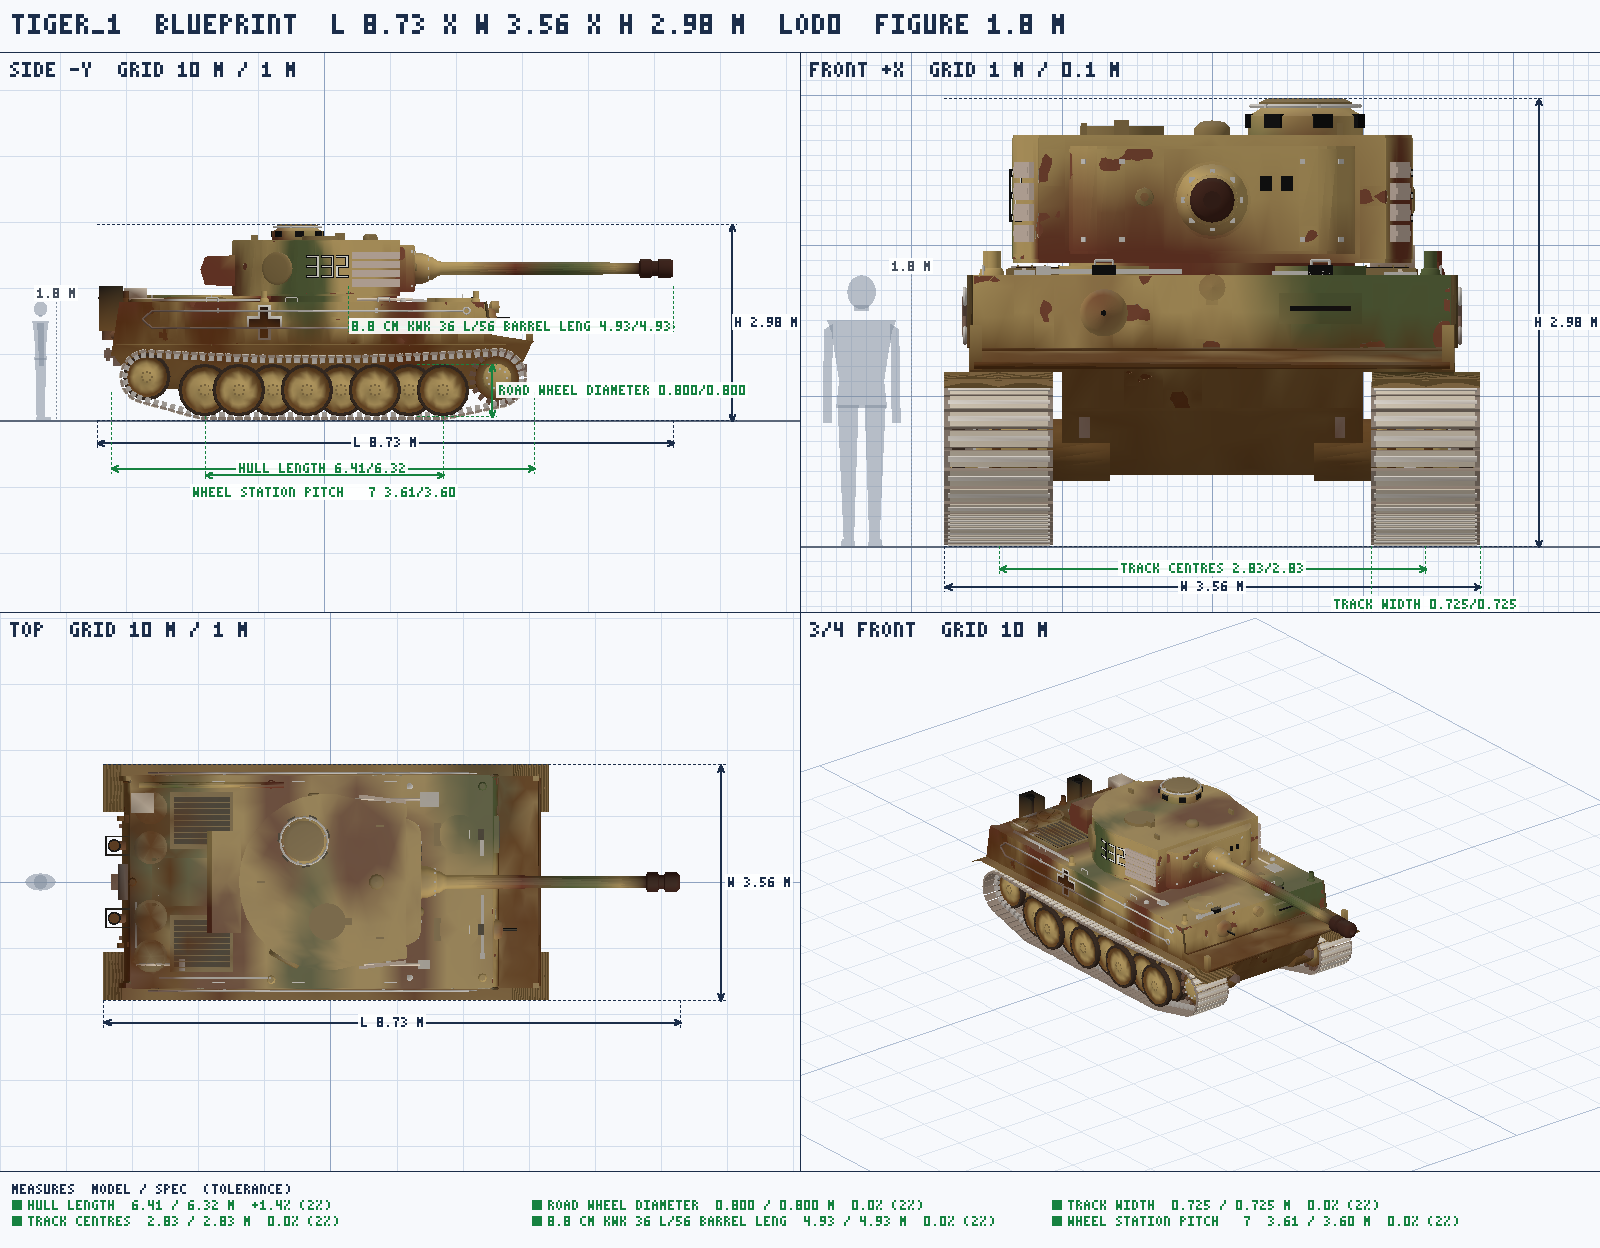 TIGER_1 BLUEPRINT L 8.73 X W 3.56 X H 2.98 M LOD0 FIGURE 1.8 M
SIDE -Y GRID 10 M / 1 M
1.8 M
332
8.8 CM KWK 36 L/56 BARREL LENG 4.93/4.93
H 2.98 M
ROAD WHEEL DIAMETER 0.800/0.800
L 8.73 M
HULL LENGTH 6.41/6.32
WHEEL STATION PITCH 7 3.61/3.60
FRONT +X GRID 1 M / 0.1 M
1.8 M
H 2.98 M
TRACK CENTRES 2.83/2.83
W 3.56 M
TRACK WIDTH 0.725/0.725
TOP GRID 10 M / 1 M
W 3.56 M
L 8.73 M
3/4 FRONT GRID 10 M
332
MEASURES MODEL / SPEC (TOLERANCE)
HULL LENGTH 6.41 / 6.32 M +1.4% (2%)
ROAD WHEEL DIAMETER 0.800 / 0.800 M 0.0% (2%)
TRACK WIDTH 0.725 / 0.725 M 0.0% (2%)
TRACK CENTRES 2.83 / 2.83 M 0.0% (2%)
8.8 CM KWK 36 L/56 BARREL LENG 4.93 / 4.93 M 0.0% (2%)
WHEEL STATION PITCH 7 3.61 / 3.60 M 0.0% (2%)